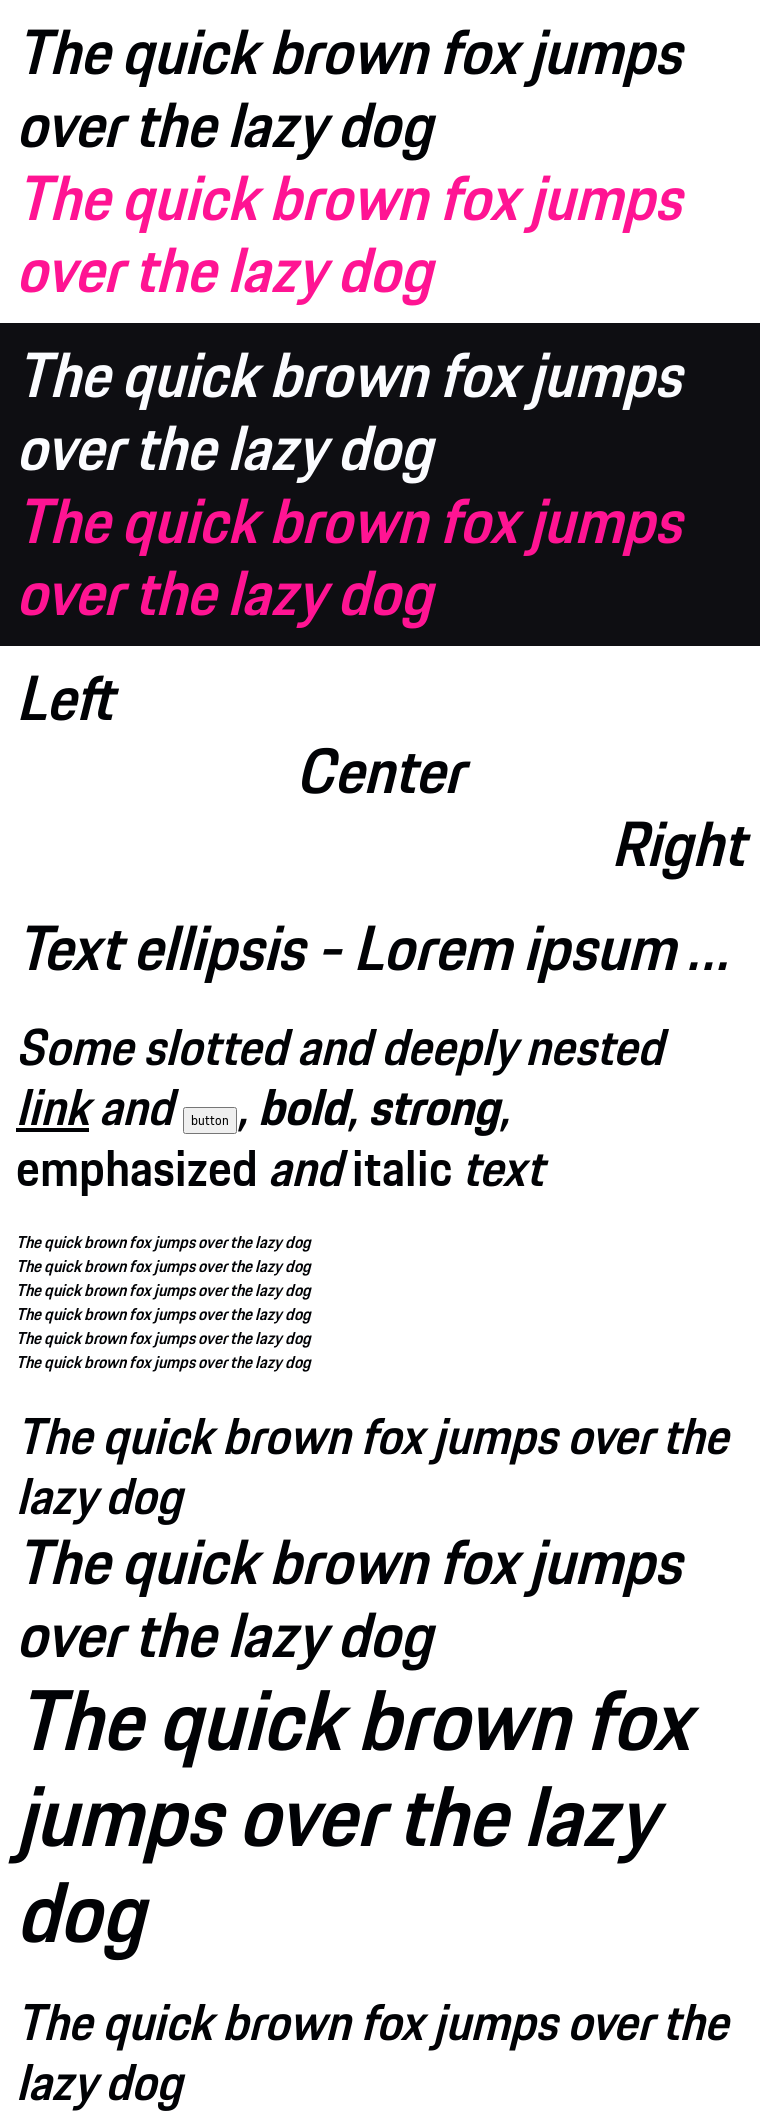 The quick brown fox jumps
over the lazy dog
The quick brown fox jumps
over the lazy dog
The quick brown fox jumps
over the lazy dog
The quick brown fox jumps
over the lazy dog
Left
Center
Right
Text ellipsis - Lorem ipsum ...
Some slotted and deeply nested
link and button, bold, strong,
emphasized and italic text
The quick brown fox jumps over the lazy dog
The quick brown fox jumps over the lazy dog
The quick brown fox jumps over the lazy dog
The quick brown fox jumps over the lazy dog
The quick brown fox jumps over the lazy dog
The quick brown fox jumps over the lazy dog
The quick brown fox jumps over the
lazy dog
The quick brown fox jumps
over the lazy dog
The quick brown fox
jumps over the lazy
dog
The quick brown fox jumps over the
lazy dog